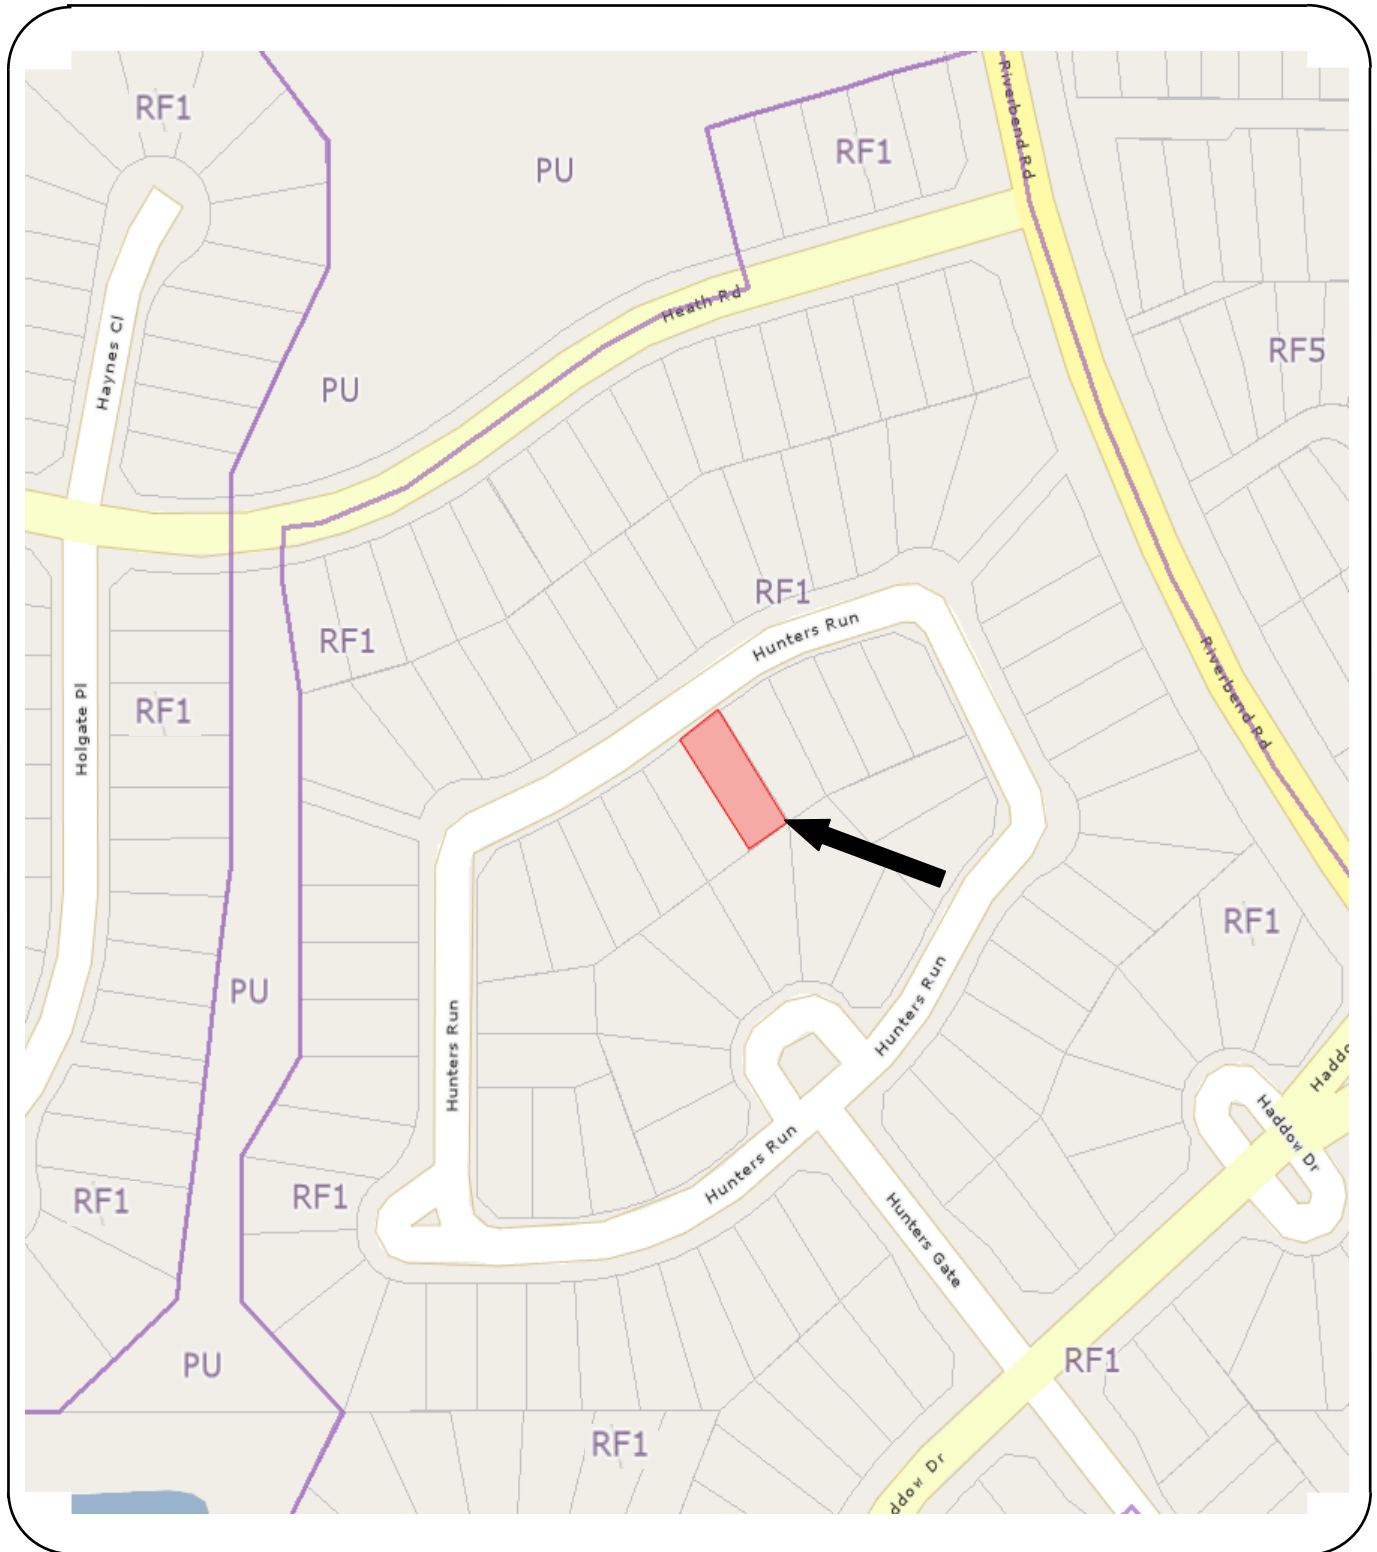 RF1
Riverbend Rd
PU
RF1
Heath Rd
Haynes Cl
RF5
PU
RF1
Hunters Run
RF1
Riverbend Rd
RF1
Holgate Pl
RF1
PU
Hunters Run
Hunters Run
Haddo
Haddow Dr
Hunters Run
RF1
RF1
Hunters Gate
PU
RF1
RF1
ddow Dr